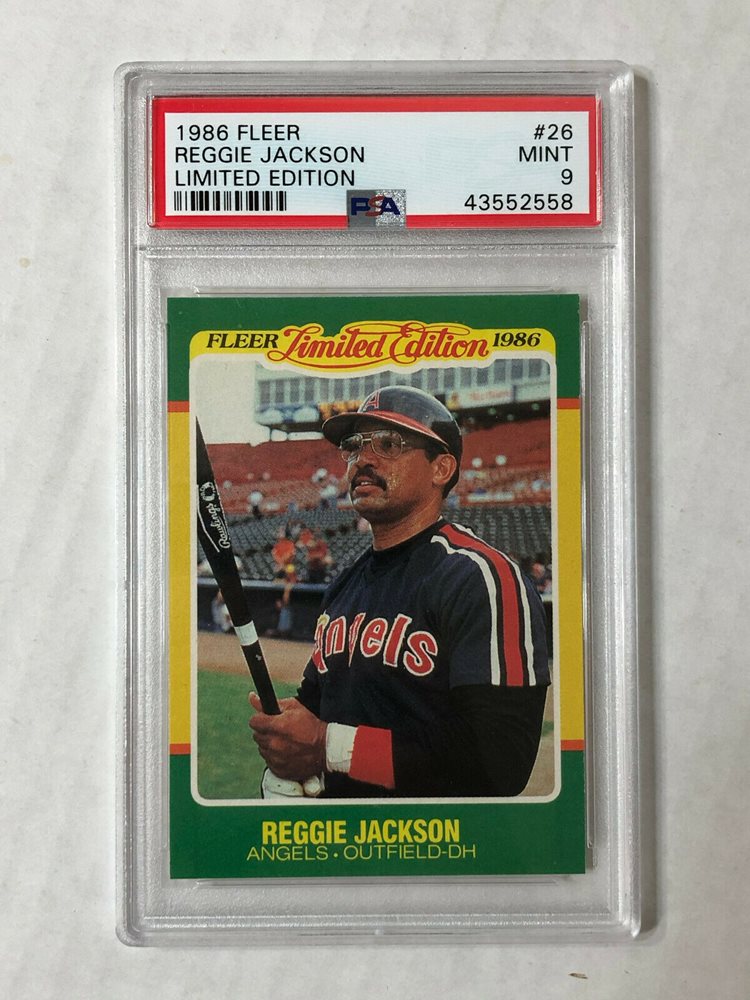 1986 FLEER #26
REGGIE JACKSON MINT
LIMITED EDITION 9
PSA 43552558
FLEER Limited Edition 1986
A
Rawlings
Angels
REGGIE JACKSON
ANGELS • OUTFIELD-DH